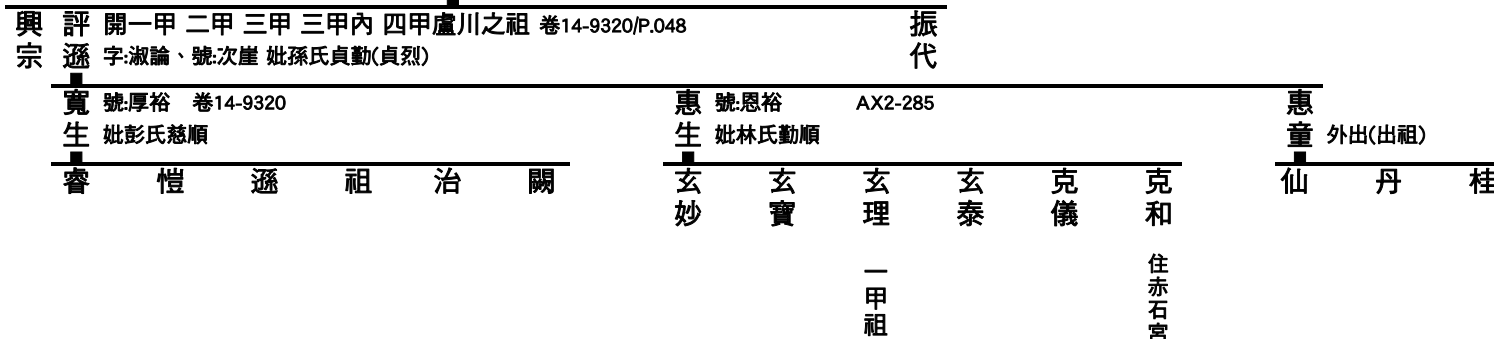 興宗
評遜
開一甲 二甲 三甲 三甲內 四甲盧川之祖 卷14-9320/P.048
字:淑論、號:次崖 妣孫氏貞勤(貞烈)
振代
寬生
號:厚裕 卷14-9320
妣彭氏慈順
惠生
號:恩裕 AX2-285
妣林氏勤順
惠童
外出(出祖)
睿
愷
遜
祖
治
闕
玄妙
玄寶
玄理
一甲祖
玄泰
克儀
克和
住赤石宮
仙
丹
桂